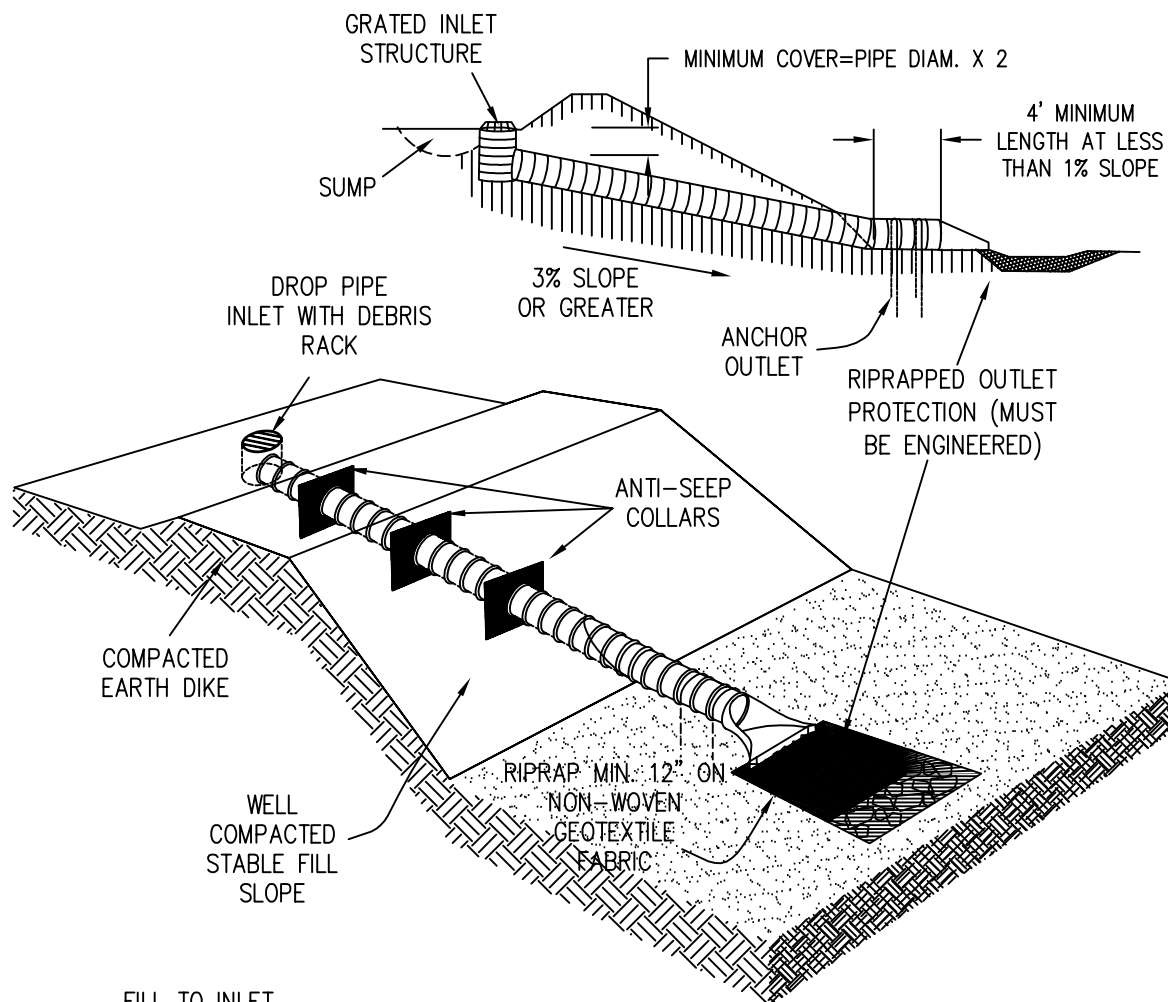 GRATED INLET
STRUCTURE
MINIMUM COVER=PIPE DIAM. X 2
4' MINIMUM
LENGTH AT LESS
THAN 1% SLOPE
SUMP
3% SLOPE
OR GREATER
DROP PIPE
INLET WITH DEBRIS
RACK
ANCHOR
OUTLET
RIPRAPPED OUTLET
PROTECTION (MUST
BE ENGINEERED)
ANTI-SEEP
COLLARS
COMPACTED
EARTH DIKE
RIPRAP MIN. 12" ON
NON-WOVEN
GEOTEXTILE
FABRIC
WELL
COMPACTED
STABLE FILL
SLOPE
FILL TO INLET